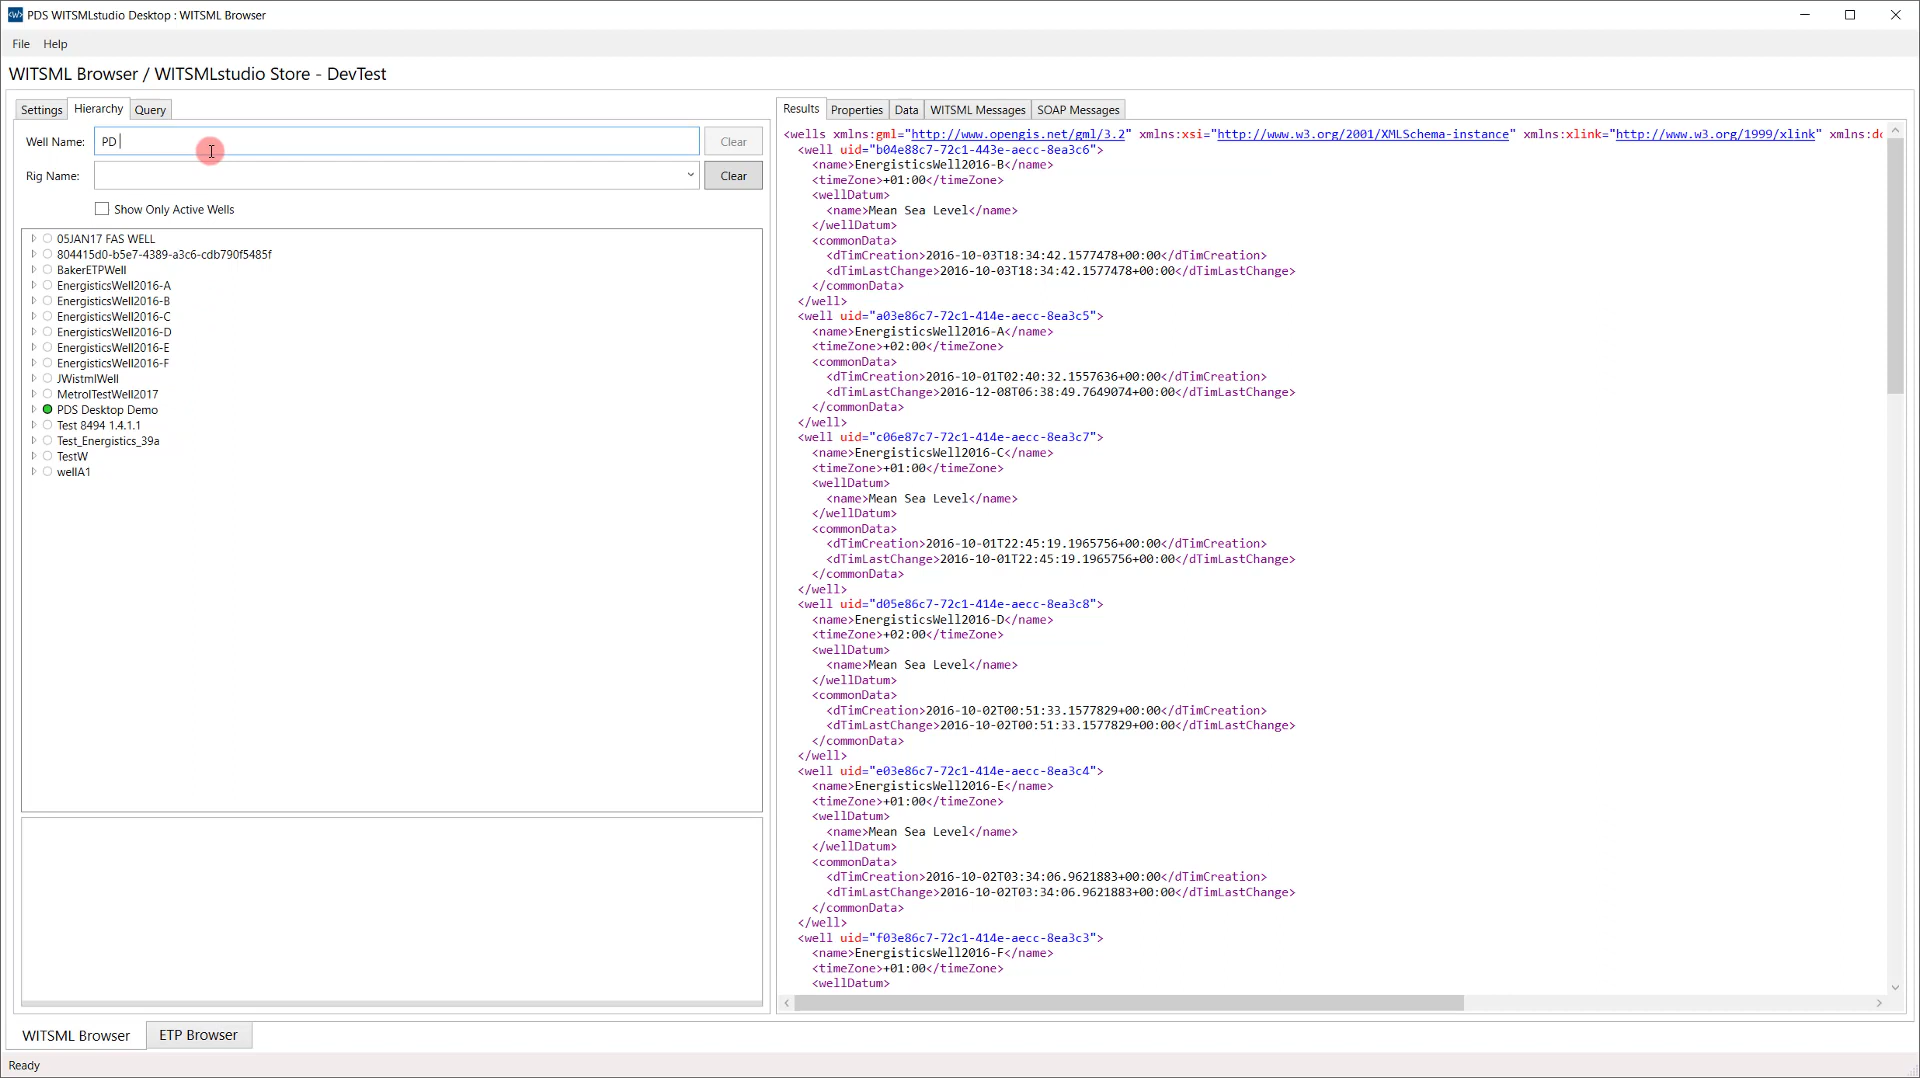 PDS WITSMLstudio Desktop : WITSML Browser
File Help
WITSML Browser / WITSMLstudio Store - DevTest
Settings Hierarchy Query
Well Name: PD Clear
Rig Name: Clear
Show Only Active Wells
05JAN17 FAS WELL
804415d0-b5e7-4389-a3c6-cdb790f5485f
BakerETPWell
EnergisticsWell2016-A
EnergisticsWell2016-B
EnergisticsWell2016-C
EnergisticsWell2016-D
EnergisticsWell2016-E
EnergisticsWell2016-F
JWistmlWell
MetrolTestWell2017
PDS Desktop Demo
Test 8494 1.4.1.1
Test_Energistics_39a
TestW
wellA1
Results Properties Data WITSML Messages SOAP Messages
<wells xmlns:gml="http://www.opengis.net/gml/3.2" xmlns:xsi="http://www.w3.org/2001/XMLSchema-instance" xmlns:xlink="http://www.w3.org/1999/xlink" xmlns:dc
<well uid="b04e88c7-72c1-443e-aecc-8ea3c6">
<name>EnergisticsWell2016-B</name>
<timeZone>+01:00</timeZone>
<wellDatum>
<name>Mean Sea Level</name>
</wellDatum>
<commonData>
<dTimCreation>2016-10-03T18:34:42.1577478+00:00</dTimCreation>
<dTimLastChange>2016-10-03T18:34:42.1577478+00:00</dTimLastChange>
</commonData>
</well>
<well uid="a03e86c7-72c1-414e-aecc-8ea3c5">
<name>EnergisticsWell2016-A</name>
<timeZone>+02:00</timeZone>
<commonData>
<dTimCreation>2016-10-01T02:40:32.1557636+00:00</dTimCreation>
<dTimLastChange>2016-12-08T06:38:49.7649074+00:00</dTimLastChange>
</commonData>
</well>
<well uid="c06e87c7-72c1-414e-aecc-8ea3c7">
<name>EnergisticsWell2016-C</name>
<timeZone>+01:00</timeZone>
<wellDatum>
<name>Mean Sea Level</name>
</wellDatum>
<commonData>
<dTimCreation>2016-10-01T22:45:19.1965756+00:00</dTimCreation>
<dTimLastChange>2016-10-01T22:45:19.1965756+00:00</dTimLastChange>
</commonData>
</well>
<well uid="d05e86c7-72c1-414e-aecc-8ea3c8">
<name>EnergisticsWell2016-D</name>
<timeZone>+02:00</timeZone>
<wellDatum>
<name>Mean Sea Level</name>
</wellDatum>
<commonData>
<dTimCreation>2016-10-02T00:51:33.1577829+00:00</dTimCreation>
<dTimLastChange>2016-10-02T00:51:33.1577829+00:00</dTimLastChange>
</commonData>
</well>
<well uid="e03e86c7-72c1-414e-aecc-8ea3c4">
<name>EnergisticsWell2016-E</name>
<timeZone>+01:00</timeZone>
<wellDatum>
<name>Mean Sea Level</name>
</wellDatum>
<commonData>
<dTimCreation>2016-10-02T03:34:06.9621883+00:00</dTimCreation>
<dTimLastChange>2016-10-02T03:34:06.9621883+00:00</dTimLastChange>
</commonData>
</well>
<well uid="f03e86c7-72c1-414e-aecc-8ea3c3">
<name>EnergisticsWell2016-F</name>
<timeZone>+01:00</timeZone>
<wellDatum>
WITSML Browser ETP Browser
Ready